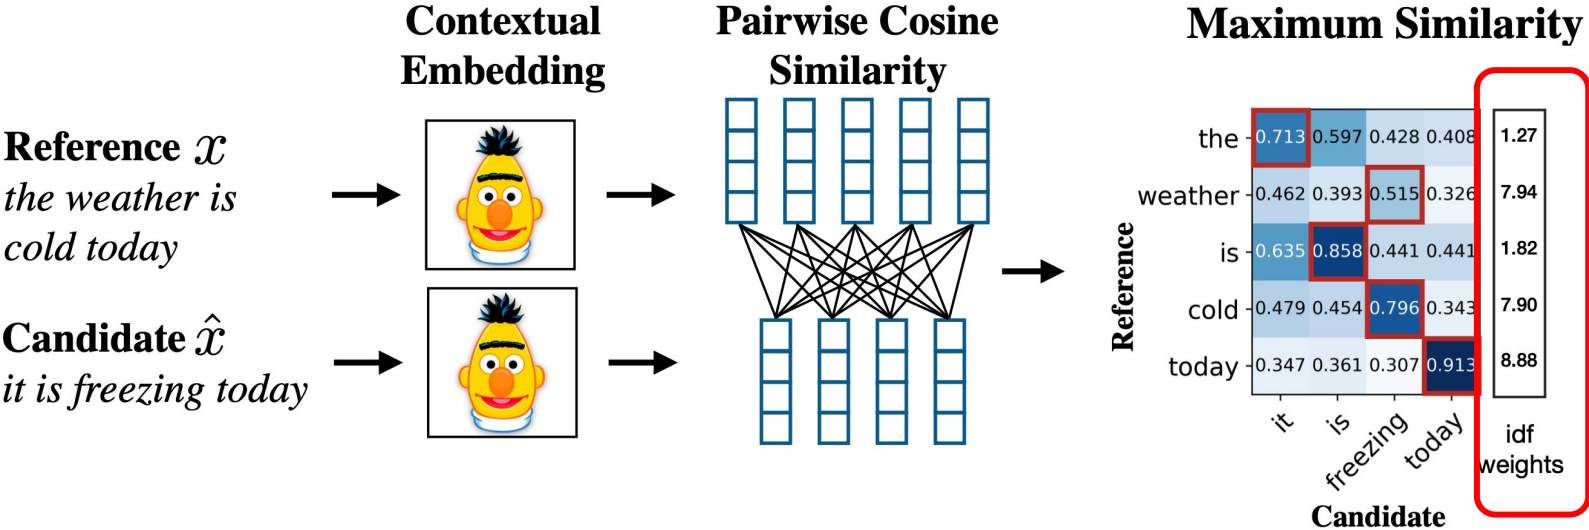 Contextual
Embedding
Pairwise Cosine
Similarity
Maximum Similarity
Reference x
the weather is
cold today
Candidate x̂
it is freezing today
Reference
the 0.713 0.597 0.428 0.408 1.27
weather 0.462 0.393 0.515 0.326 7.94
is 0.635 0.858 0.441 0.441 1.82
cold 0.479 0.454 0.796 0.343 7.90
today 0.347 0.361 0.307 0.913 8.88
it is freezing today
idf
weights
Candidate